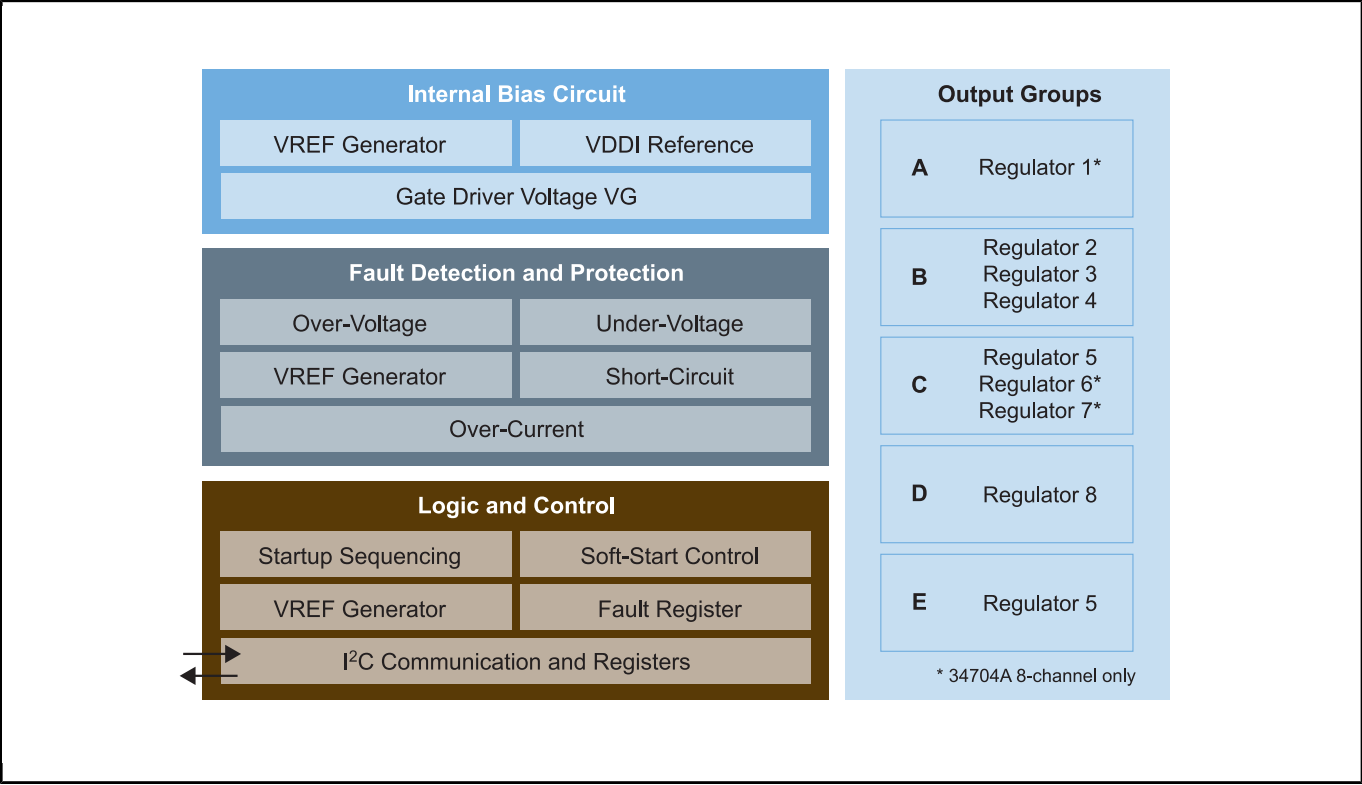 Internal Bias Circuit
VREF Generator
VDDI Reference
Gate Driver Voltage VG
Fault Detection and Protection
Over-Voltage
Under-Voltage
VREF Generator
Short-Circuit
Over-Current
Logic and Control
Startup Sequencing
Soft-Start Control
VREF Generator
Fault Register
I²C Communication and Registers
Output Groups
A Regulator 1*
B
Regulator 2
Regulator 3
Regulator 4
C
Regulator 5
Regulator 6*
Regulator 7*
D Regulator 8
E Regulator 5
* 34704A 8-channel only